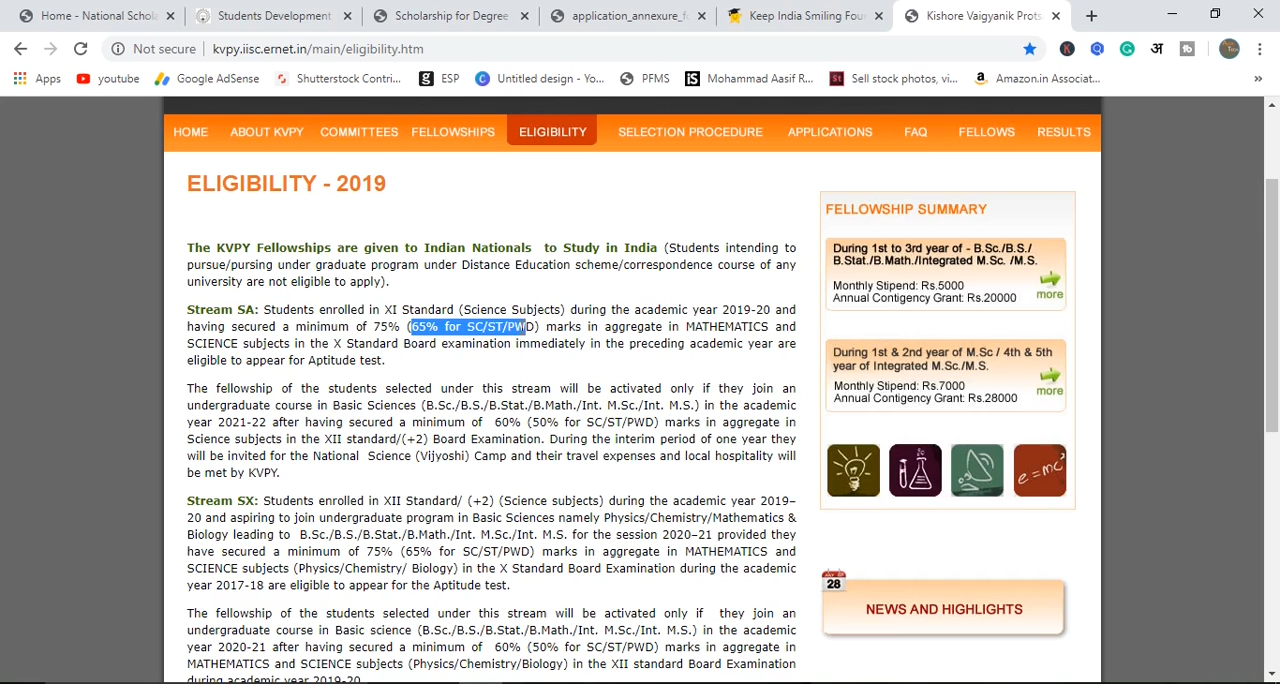 Home - National Schola
Students Development
Scholarship for Degree
application_annexure_fo
Keep India Smiling Foun
Kishore Vaigyanik Prots
Not secure | kvpy.iisc.ernet.in/main/eligibility.htm
Apps youtube Google AdSense Shutterstock Contri... ESP Untitled design - Yo... PFMS Mohammad Aasif R... Sell stock photos, vi... Amazon.in Associat... »
HOME ABOUT KVPY COMMITTEES FELLOWSHIPS ELIGIBILITY SELECTION PROCEDURE APPLICATIONS FAQ FELLOWS RESULTS
ELIGIBILITY - 2019
The KVPY Fellowships are given to Indian Nationals to Study in India (Students intending to
pursue/pursing under graduate program under Distance Education scheme/correspondence course of any
university are not eligible to apply).
Stream SA: Students enrolled in XI Standard (Science Subjects) during the academic year 2019-20 and
having secured a minimum of 75% (65% for SC/ST/PWD) marks in aggregate in MATHEMATICS and
SCIENCE subjects in the X Standard Board examination immediately in the preceding academic year are
eligible to appear for Aptitude test.
The fellowship of the students selected under this stream will be activated only if they join an
undergraduate course in Basic Sciences (B.Sc./B.S./B.Stat./B.Math./Int. M.Sc./Int. M.S.) in the academic
year 2021-22 after having secured a minimum of 60% (50% for SC/ST/PWD) marks in aggregate in
Science subjects in the XII standard/(+2) Board Examination. During the interim period of one year they
will be invited for the National Science (Vijyoshi) Camp and their travel expenses and local hospitality will
be met by KVPY.
Stream SX: Students enrolled in XII Standard/ (+2) (Science subjects) during the academic year 2019–
20 and aspiring to join undergraduate program in Basic Sciences namely Physics/Chemistry/Mathematics &
Biology leading to B.Sc./B.S./B.Stat./B.Math./Int. M.Sc./Int. M.S. for the session 2020–21 provided they
have secured a minimum of 75% (65% for SC/ST/PWD) marks in aggregate in MATHEMATICS and
SCIENCE subjects (Physics/Chemistry/ Biology) in the X Standard Board Examination during the academic
year 2017-18 are eligible to appear for the Aptitude test.
The fellowship of the students selected under this stream will be activated only if they join an
undergraduate course in Basic science (B.Sc./B.S./B.Stat./B.Math./Int. M.Sc./Int. M.S.) in the academic
year 2020-21 after having secured a minimum of 60% (50% for SC/ST/PWD) marks in aggregate in
MATHEMATICS and SCIENCE subjects (Physics/Chemistry/Biology) in the XII standard Board Examination
during academic year 2019-20.
FELLOWSHIP SUMMARY
During 1st to 3rd year of - B.Sc./B.S./
B.Stat./B.Math./Integrated M.Sc. /M.S.
Monthly Stipend: Rs.5000
Annual Contigency Grant: Rs.20000
more
During 1st & 2nd year of M.Sc / 4th & 5th
year of Integrated M.Sc./M.S.
Monthly Stipend: Rs.7000
Annual Contigency Grant: Rs.28000
more
e=mc²
28
NEWS AND HIGHLIGHTS